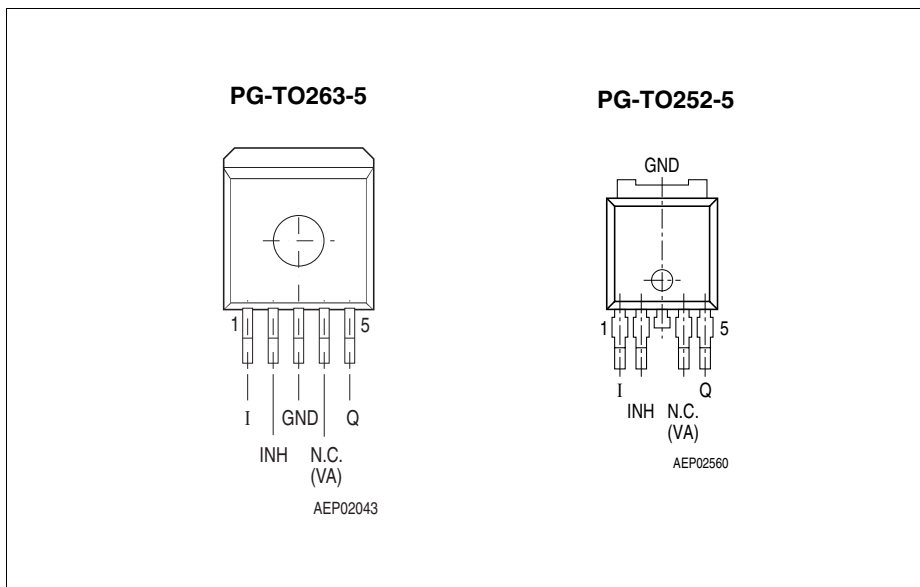 PG-TO263-5
1 5
I GND Q
INH N.C.
(VA)
AEP02043
PG-TO252-5
GND
1 5
I Q
INH N.C.
(VA)
AEP02560